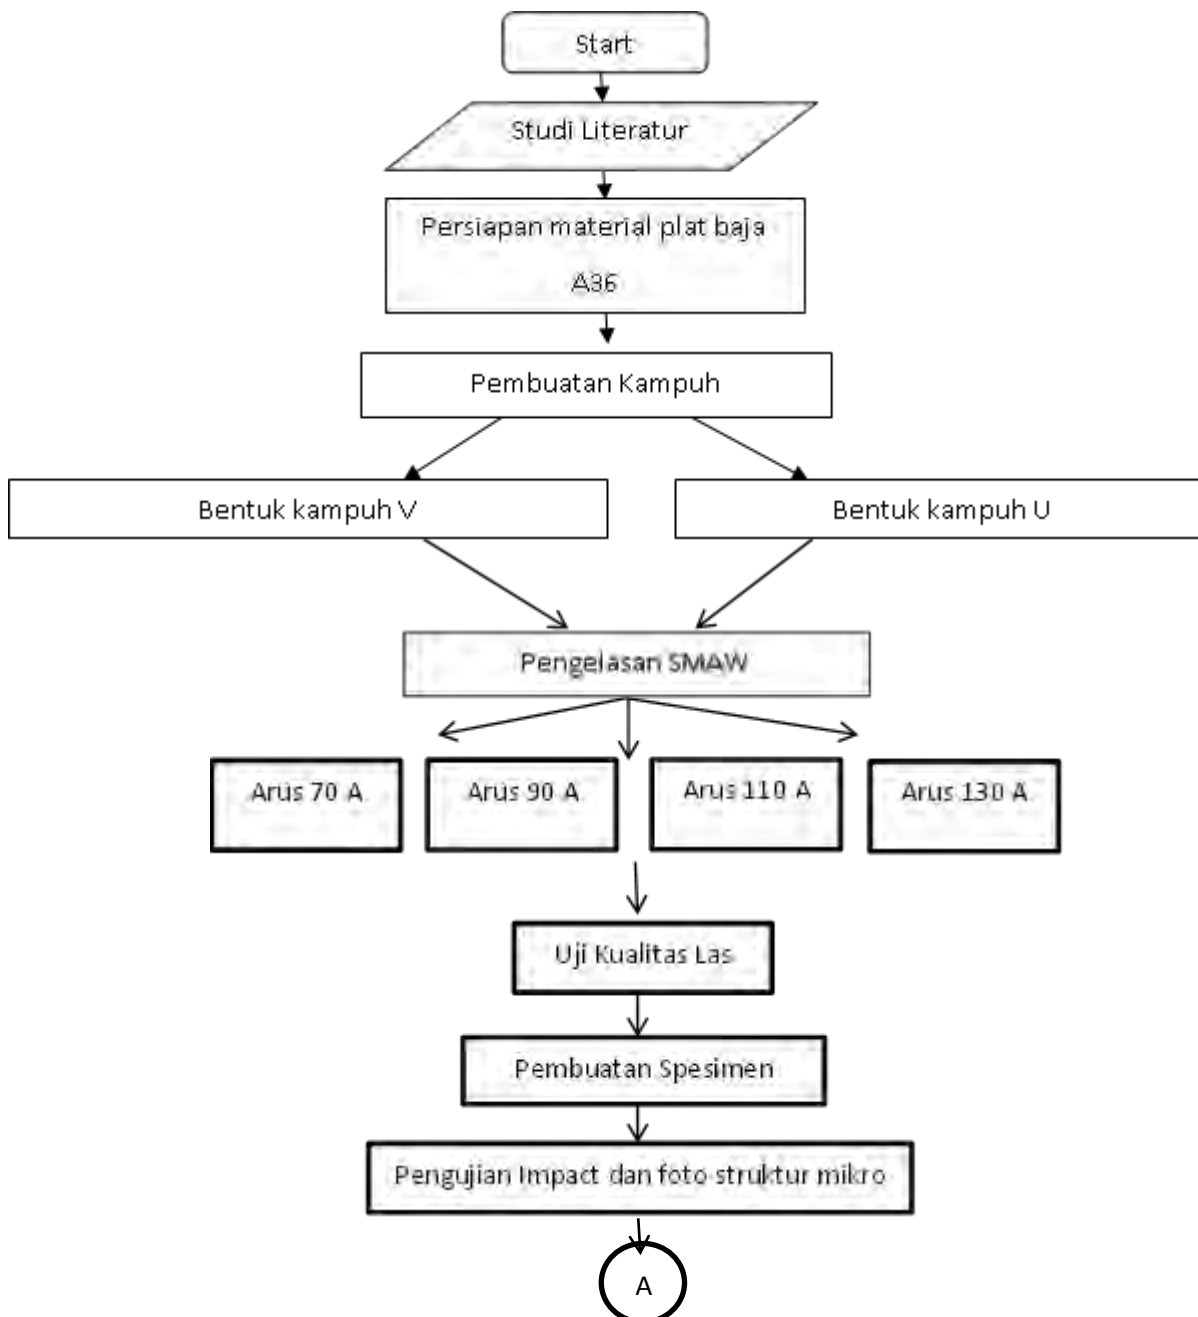 Start
Studi Literatur
Persiapan material plat baja
A36
Pembuatan Kampuh
Bentuk kampuh V
Bentuk kampuh U
Pengelasan SMAW
Arus 70 A
Arus 90 A
Arus 110 A
Arus 130 A
Uji Kualitas Las
Pembuatan Spesimen
Pengujian Impact dan foto struktur mikro
A